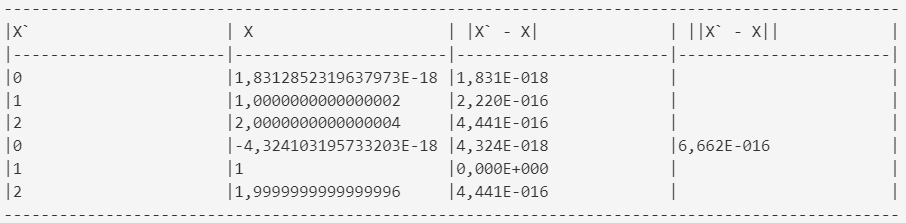 -------------------------------------------------------------------------------------------------
|X`                     | X                     | |X` - X|              | ||X` - X||            |
|-----------------------|-----------------------|-----------------------|-----------------------|
|0                      |1,8312852319637973E-18 |1,831E-018             |                       |
|1                      |1,0000000000000002     |2,220E-016             |                       |
|2                      |2,0000000000000004     |4,441E-016             |                       |
|0                      |-4,324103195733203E-18 |4,324E-018             |6,662E-016             |
|1                      |1                      |0,000E+000             |                       |
|2                      |1,9999999999999996     |4,441E-016             |                       |
-------------------------------------------------------------------------------------------------